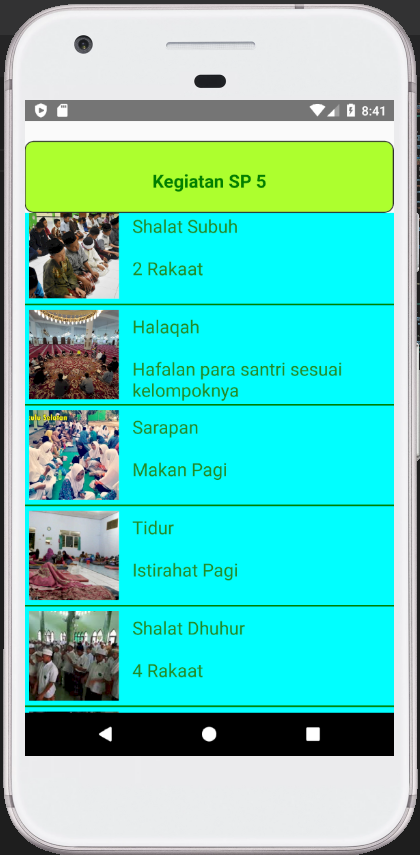 8:41
Kegiatan SP 5
Shalat Subuh
2 Rakaat
Halaqah
Hafalan para santri sesuai
kelompoknya
Sarapan
Makan Pagi
Tidur
Istirahat Pagi
Shalat Dhuhur
4 Rakaat